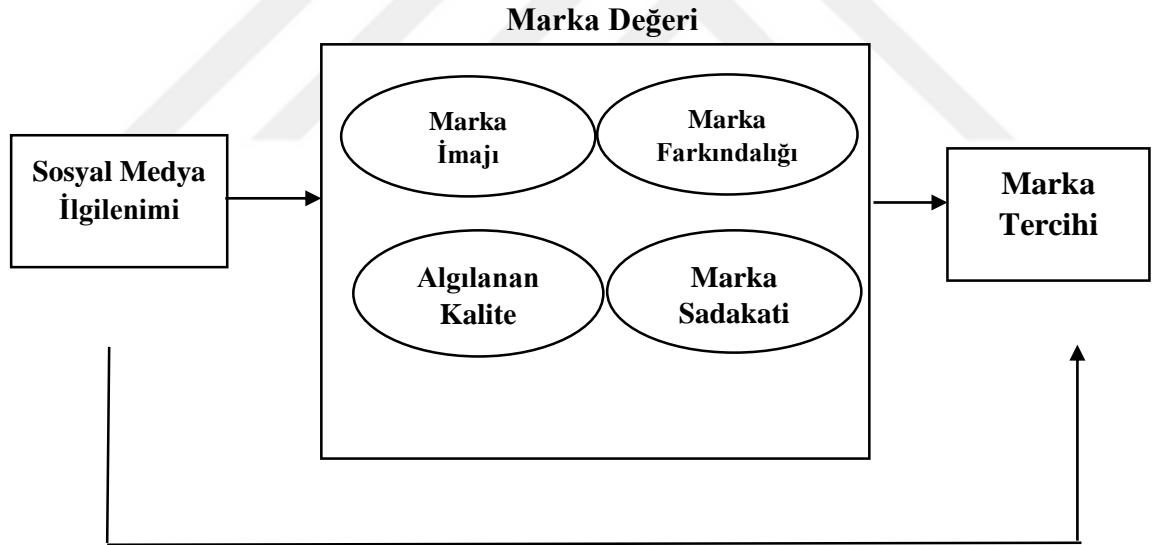 Marka Değeri
Marka
İmajı
Marka
Farkındalığı
Sosyal Medya
İlgilenimi
Algılanan
Kalite
Marka
Sadakati
Marka
Tercihi